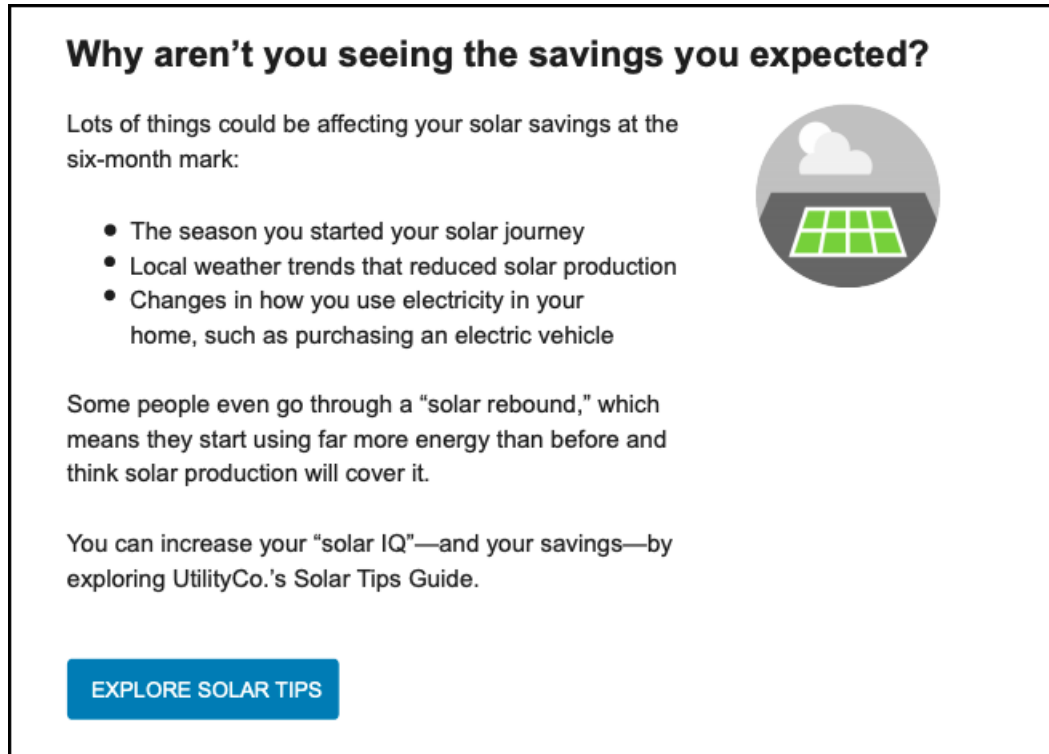 Why aren’t you seeing the savings you expected?
Lots of things could be affecting your solar savings at the
six-month mark:
● The season you started your solar journey
● Local weather trends that reduced solar production
● Changes in how you use electricity in your
home, such as purchasing an electric vehicle
Some people even go through a “solar rebound,” which
means they start using far more energy than before and
think solar production will cover it.
You can increase your “solar IQ”—and your savings—by
exploring UtilityCo.’s Solar Tips Guide.
EXPLORE SOLAR TIPS